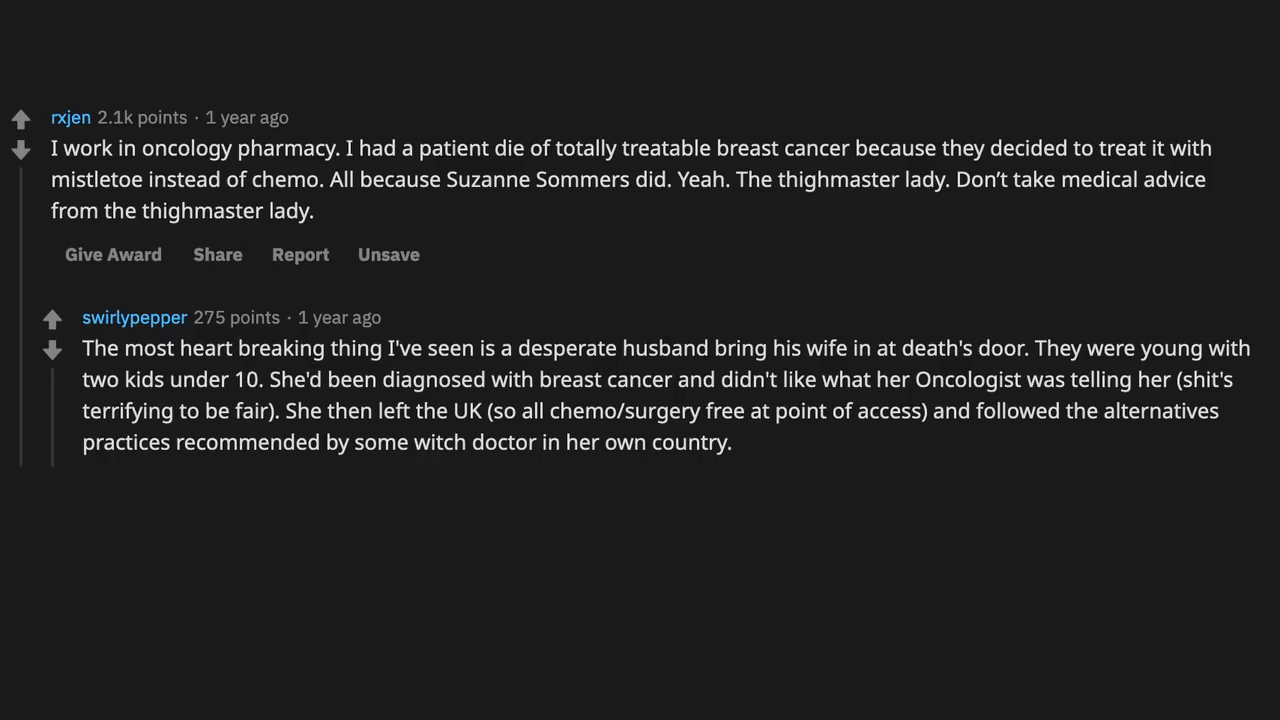 rxjen 2.1k points · 1 year ago
I work in oncology pharmacy. I had a patient die of totally treatable breast cancer because they decided to treat it with
mistletoe instead of chemo. All because Suzanne Sommers did. Yeah. The thighmaster lady. Don’t take medical advice
from the thighmaster lady.
Give Award Share Report Unsave
swirlypepper 275 points · 1 year ago
The most heart breaking thing I've seen is a desperate husband bring his wife in at death's door. They were young with
two kids under 10. She'd been diagnosed with breast cancer and didn't like what her Oncologist was telling her (shit's
terrifying to be fair). She then left the UK (so all chemo/surgery free at point of access) and followed the alternatives
practices recommended by some witch doctor in her own country.